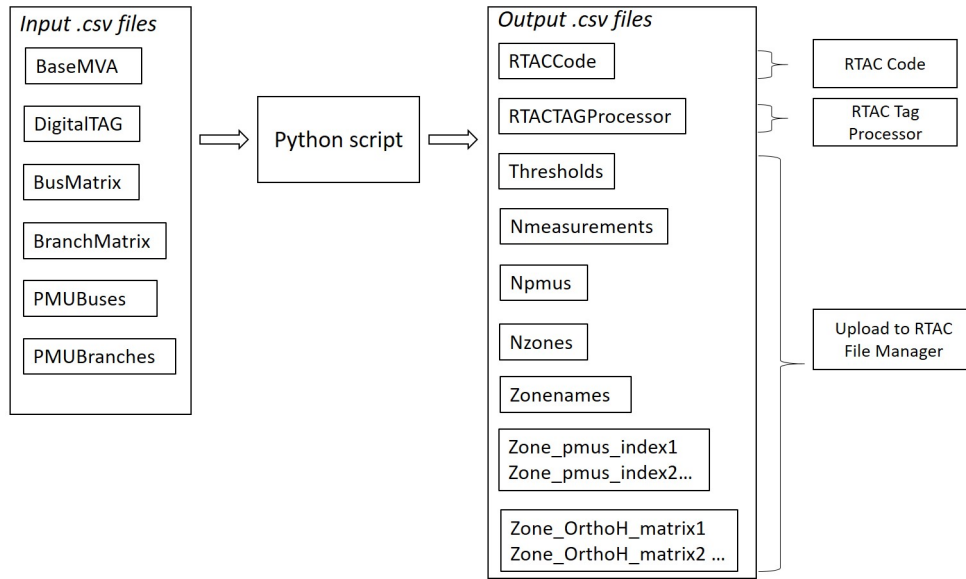 Input .csv files
BaseMVA
DigitalTAG
BusMatrix
BranchMatrix
PMUBuses
PMUBranches
Python script
Output .csv files
RTACCode
RTACTAGProcessor
Thresholds
Nmeasurements
Npmus
Nzones
Zonenames
Zone_pmus_index1
Zone_pmus_index2...
Zone_OrthoH_matrix1
Zone_OrthoH_matrix2 ...
RTAC Code
RTAC Tag
Processor
Upload to RTAC
File Manager